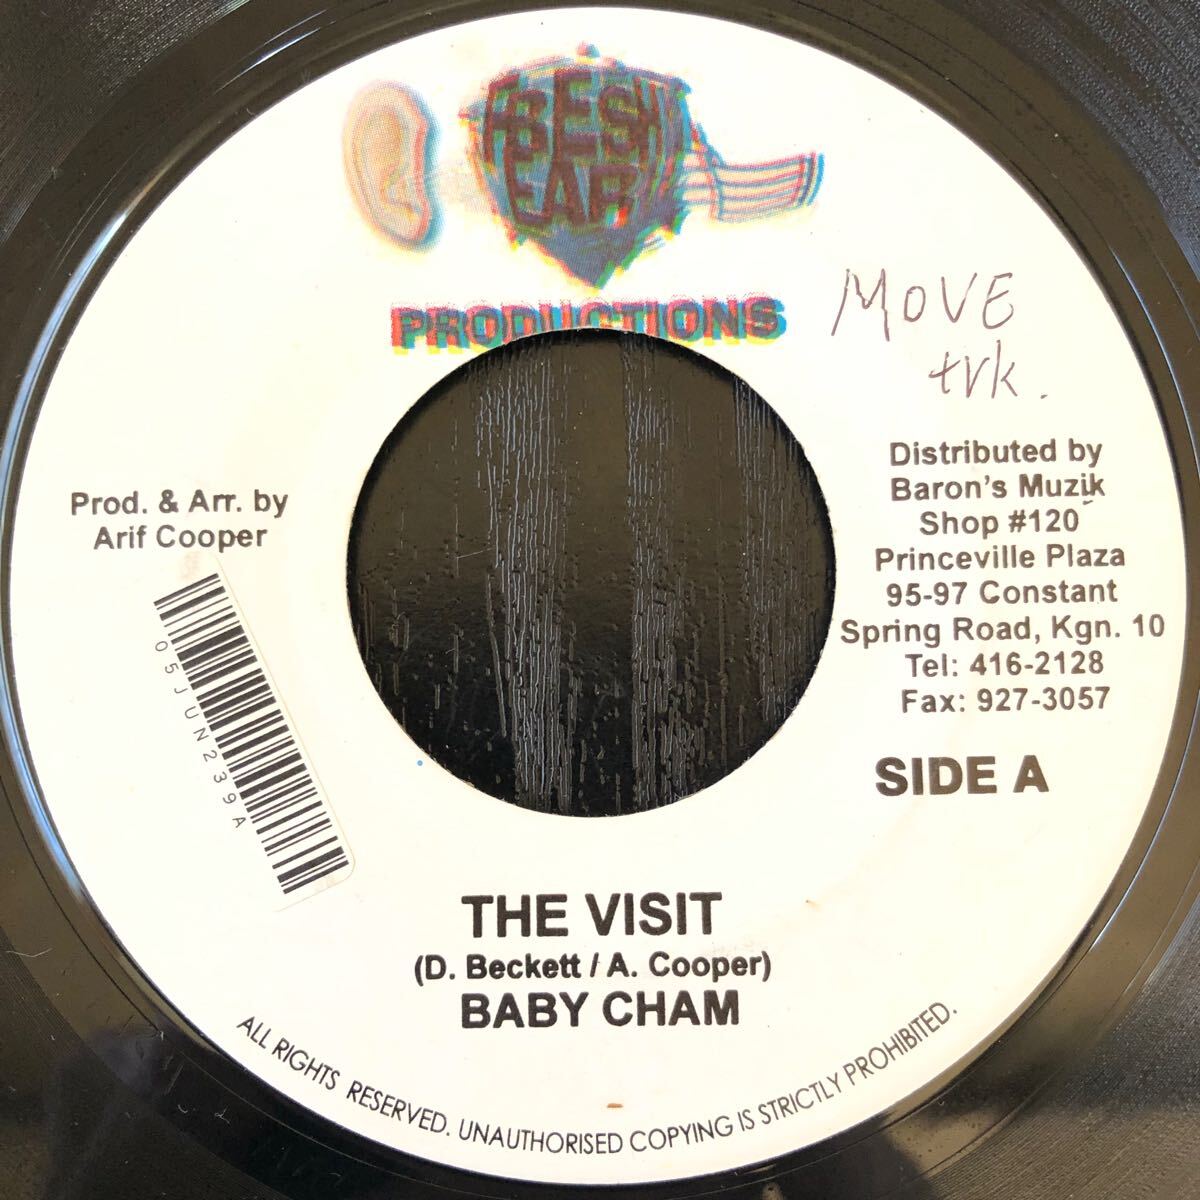 FRESH
EAR
PRODUCTIONS
MOVE
trk.
Prod. & Arr. by
Arif Cooper
Distributed by
Baron's Muzik
Shop #120
Princeville Plaza
95-97 Constant
Spring Road, Kgn. 10
Tel: 416-2128
Fax: 927-3057
SIDE A
05JUN239A
THE VISIT
(D. Beckett / A. Cooper)
BABY CHAM
ALL RIGHTS RESERVED. UNAUTHORISED COPYING IS STRICTLY PROHIBITED.